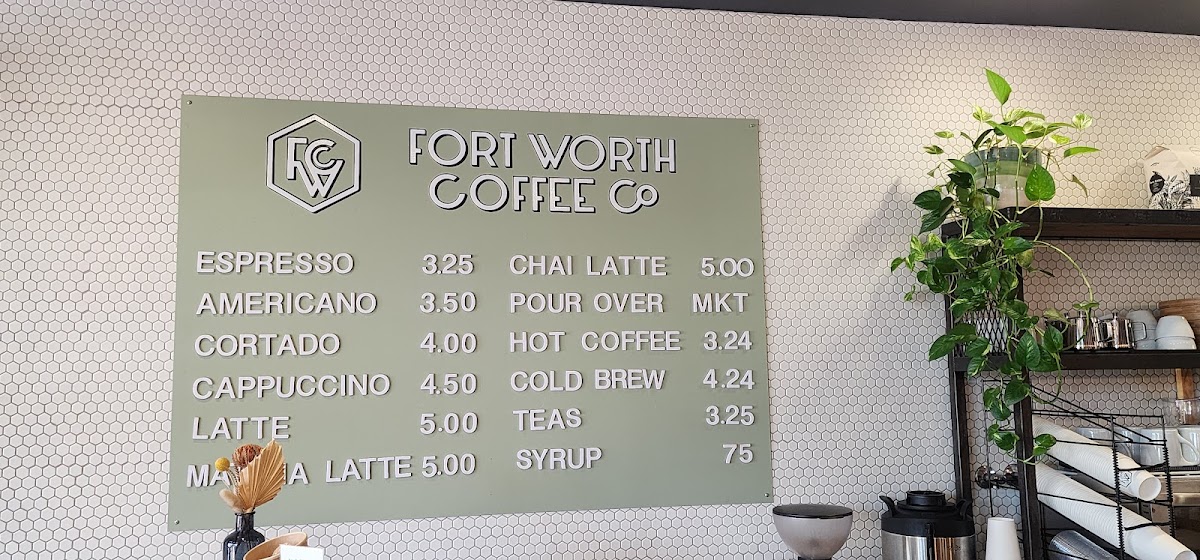 FCW
FORT WORTH
COFFEE CO
ESPRESSO 3.25
AMERICANO 3.50
CORTADO 4.00
CAPPUCCINO 4.50
LATTE 5.00
LATTE 5.00
CHAI LATTE 5.00
POUR OVER MKT
HOT COFFEE 3.24
COLD BREW 4.24
TEAS 3.25
SYRUP 75